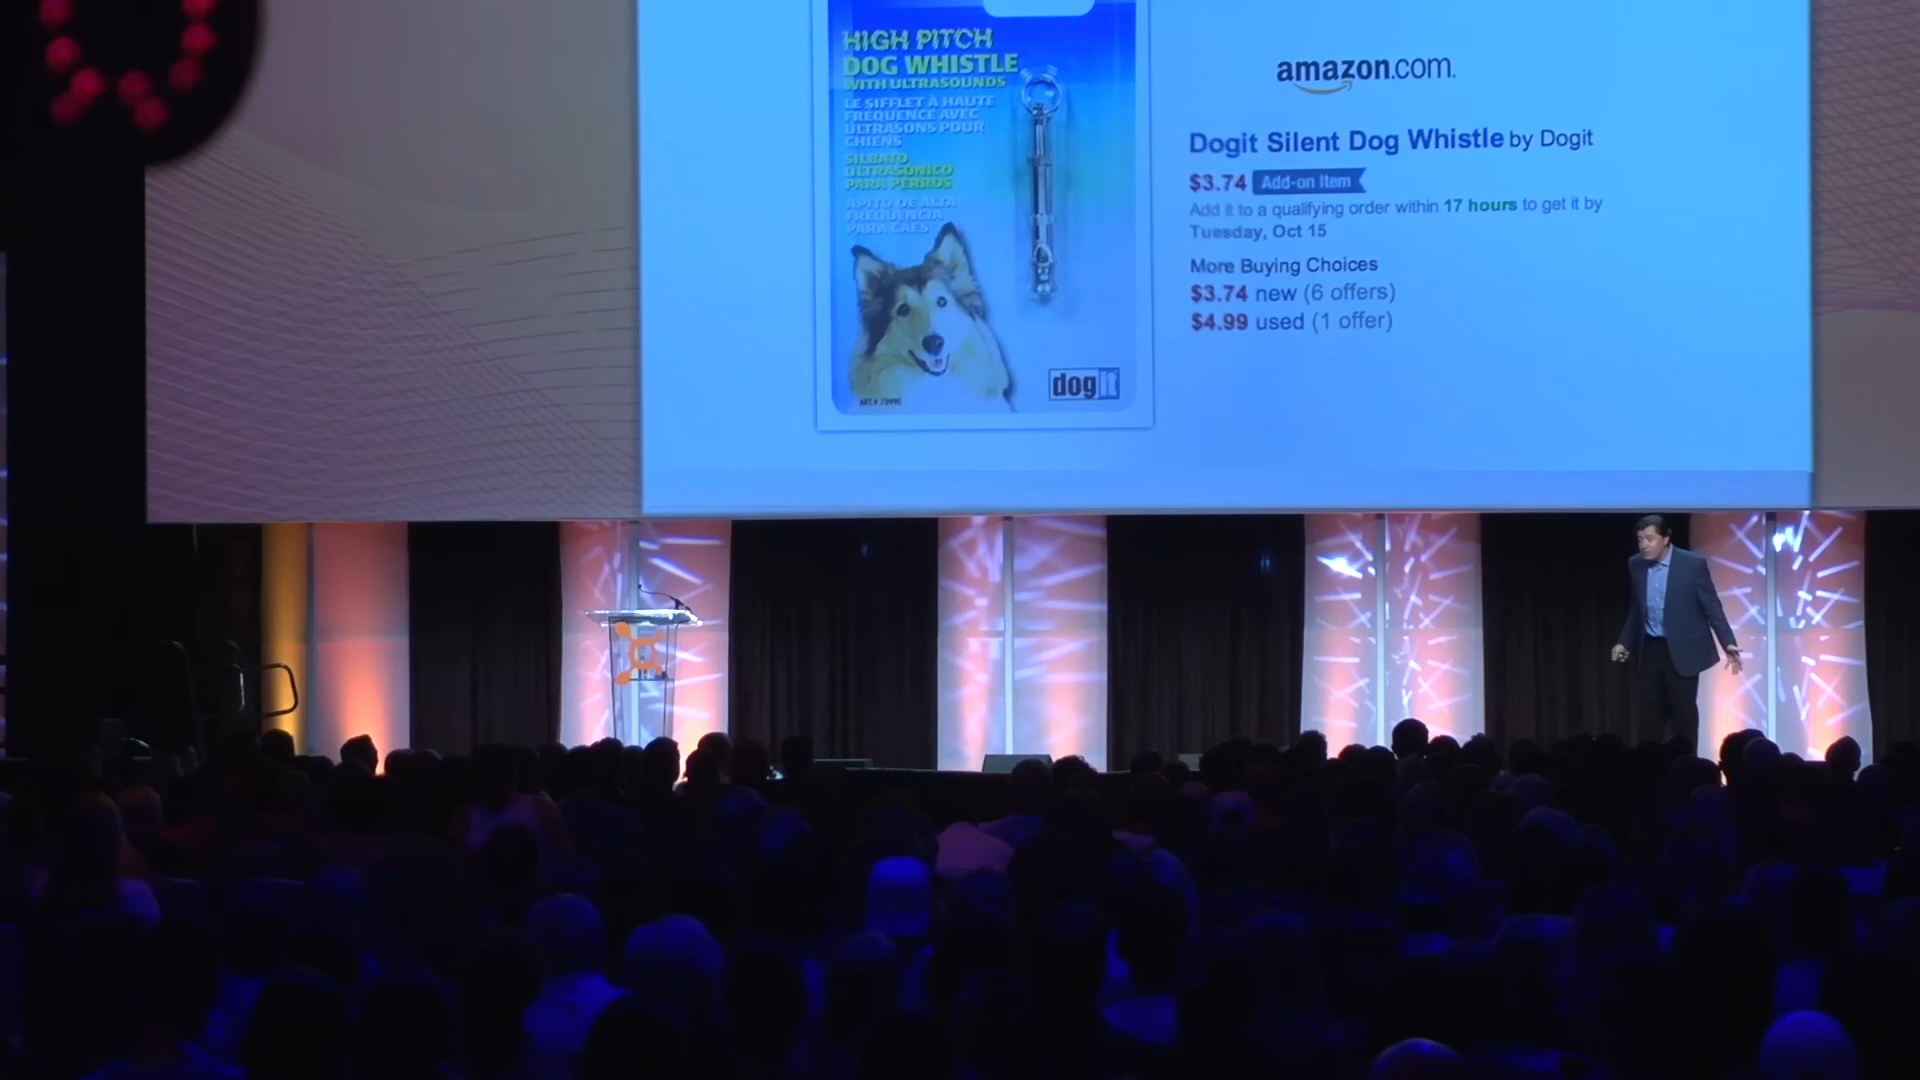 HIGH PITCH
DOG WHISTLE
WITH ULTRASOUNDS
LE SIFFLET À HAUTE
FRÉQUENCE AVEC
ULTRASONS POUR
CHIENS
SILBATO
ULTRASÓNICO
PARA PERROS
APITO DE ALTA
FREQUÊNCIA
PARA CÃES
dogit
ART.# 70990
amazon.com.
Dogit Silent Dog Whistle by Dogit
$3.74 Add-on Item
Add it to a qualifying order within 17 hours to get it by
Tuesday, Oct 15
More Buying Choices
$3.74 new (6 offers)
$4.99 used (1 offer)